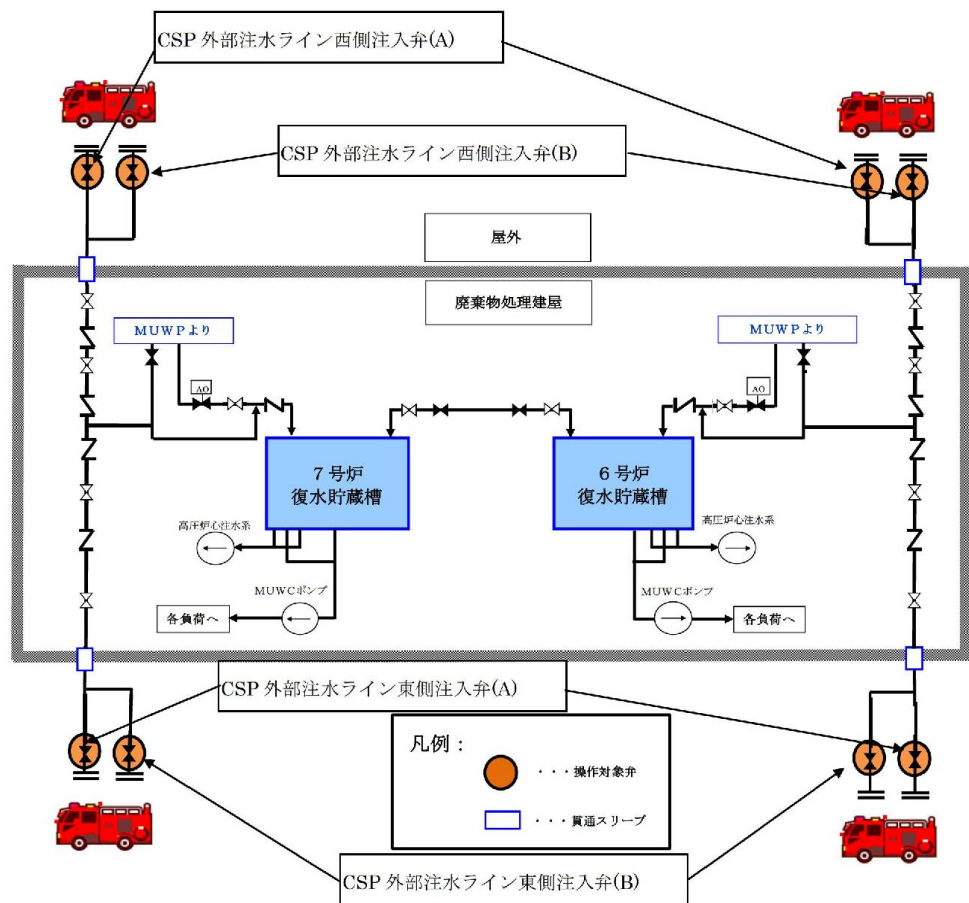 CSP 外部注水ライン西側注入弁(A)
CSP 外部注水ライン西側注入弁(B)
屋外
廃棄物処理建屋
MUWPより
MUWPより
AO
AO
7 号炉
復水貯蔵槽
6 号炉
復水貯蔵槽
高圧炉心注水系
高圧炉心注水系
MUWCポンプ
MUWCポンプ
各負荷へ
各負荷へ
CSP 外部注水ライン東側注入弁(A)
凡例：
・・・操作対象弁
・・・貫通スリーブ
CSP 外部注水ライン東側注入弁(B)